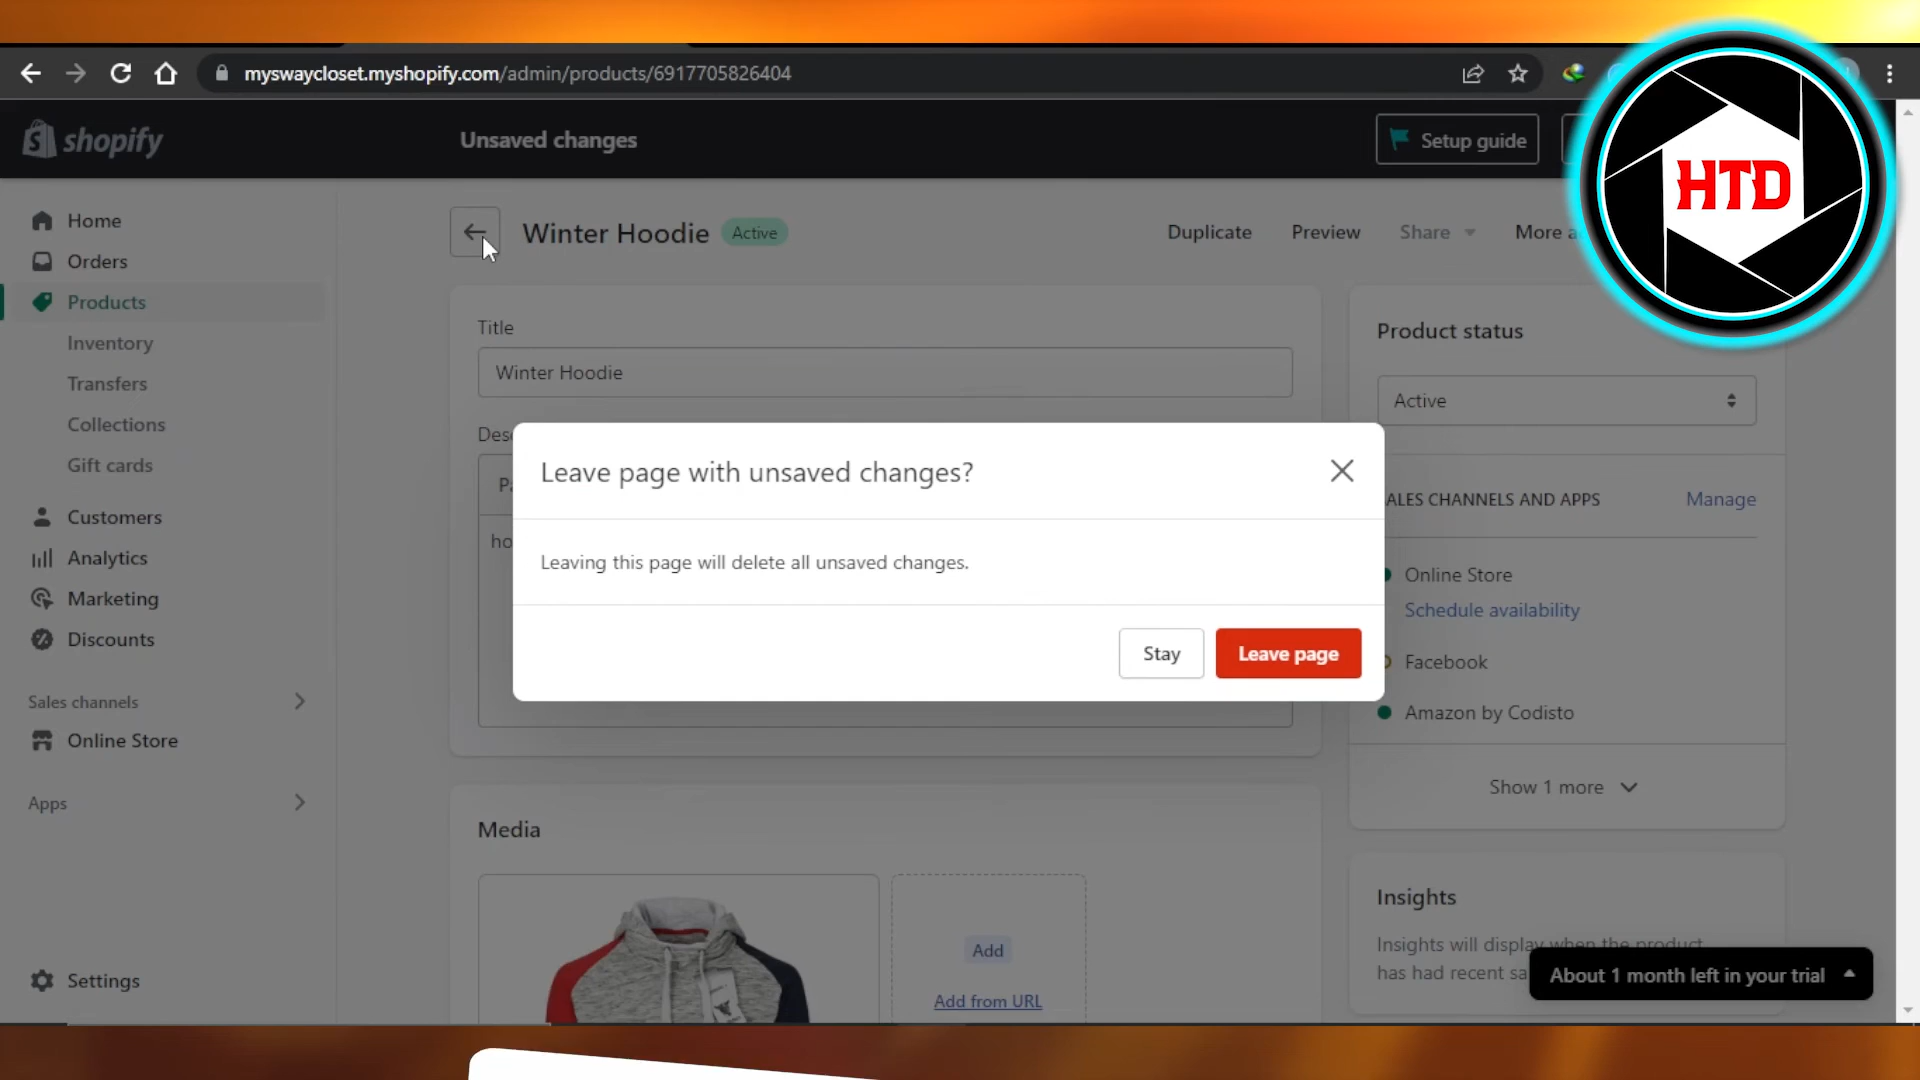 myswaycloset.myshopify.com/admin/products/6917705826404
shopify
Unsaved changes
Setup guide
HTD
Home
Orders
Products
Inventory
Transfers
Collections
Gift cards
Customers
Analytics
Marketing
Discounts
Sales channels
Online Store
Apps
Settings
Winter Hoodie
Active
Duplicate
Preview
Share
More a
Title
Winter Hoodie
Des
Leave page with unsaved changes?
Leaving this page will delete all unsaved changes.
Stay
Leave page
ho
Media
Add
Add from URL
Product status
Active
ALES CHANNELS AND APPS
Manage
Online Store
Schedule availability
Facebook
Amazon by Codisto
Show 1 more
Insights
Insights will display when the product
has had recent sa
About 1 month left in your trial